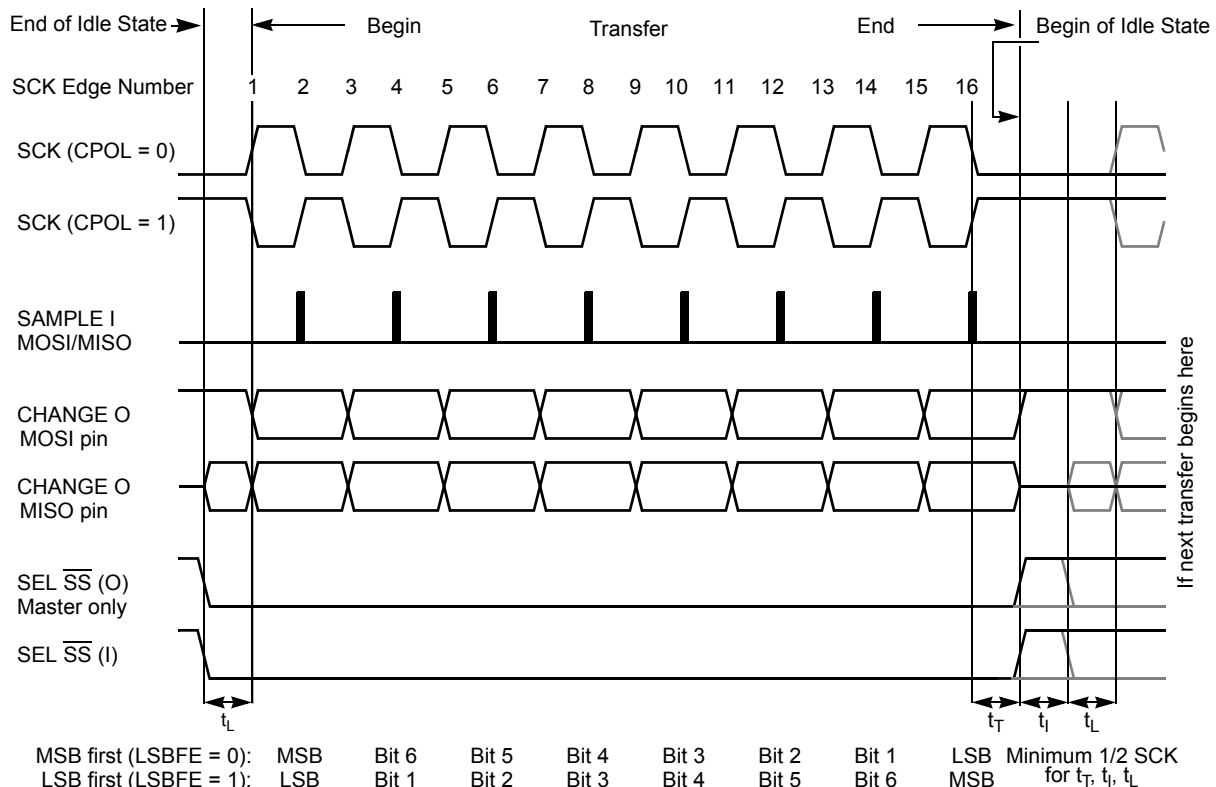 End of Idle State Begin Transfer End Begin of Idle State
SCK Edge Number 1 2 3 4 5 6 7 8 9 10 11 12 13 14 15 16
SCK (CPOL = 0)
SCK (CPOL = 1)
SAMPLE I
MOSI/MISO
CHANGE O
MOSI pin
CHANGE O
MISO pin
SEL S̅S̅ (O)
Master only
SEL S̅S̅ (I)
If next transfer begins here
tL tT tI tL
MSB first (LSBFE = 0): MSB Bit 6 Bit 5 Bit 4 Bit 3 Bit 2 Bit 1 LSB Minimum 1/2 SCK
LSB first (LSBFE = 1): LSB Bit 1 Bit 2 Bit 3 Bit 4 Bit 5 Bit 6 MSB for tT, tI, tL